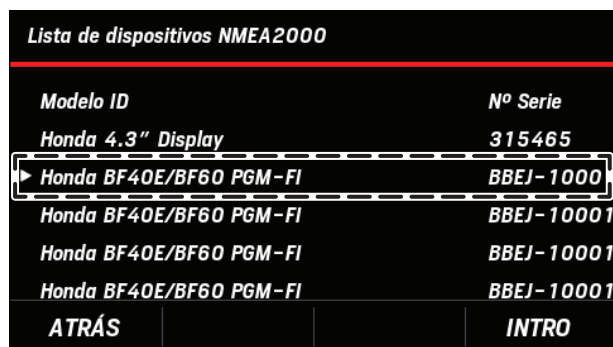 Lista de dispositivos NMEA2000
Modelo ID Nº Serie
Honda 4.3" Display 315465
Honda BF40E/BF60 PGM-FI BBEJ-1000
Honda BF40E/BF60 PGM-FI BBEJ-10001
Honda BF40E/BF60 PGM-FI BBEJ-10001
Honda BF40E/BF60 PGM-FI BBEJ-10001
ATRÁS INTRO